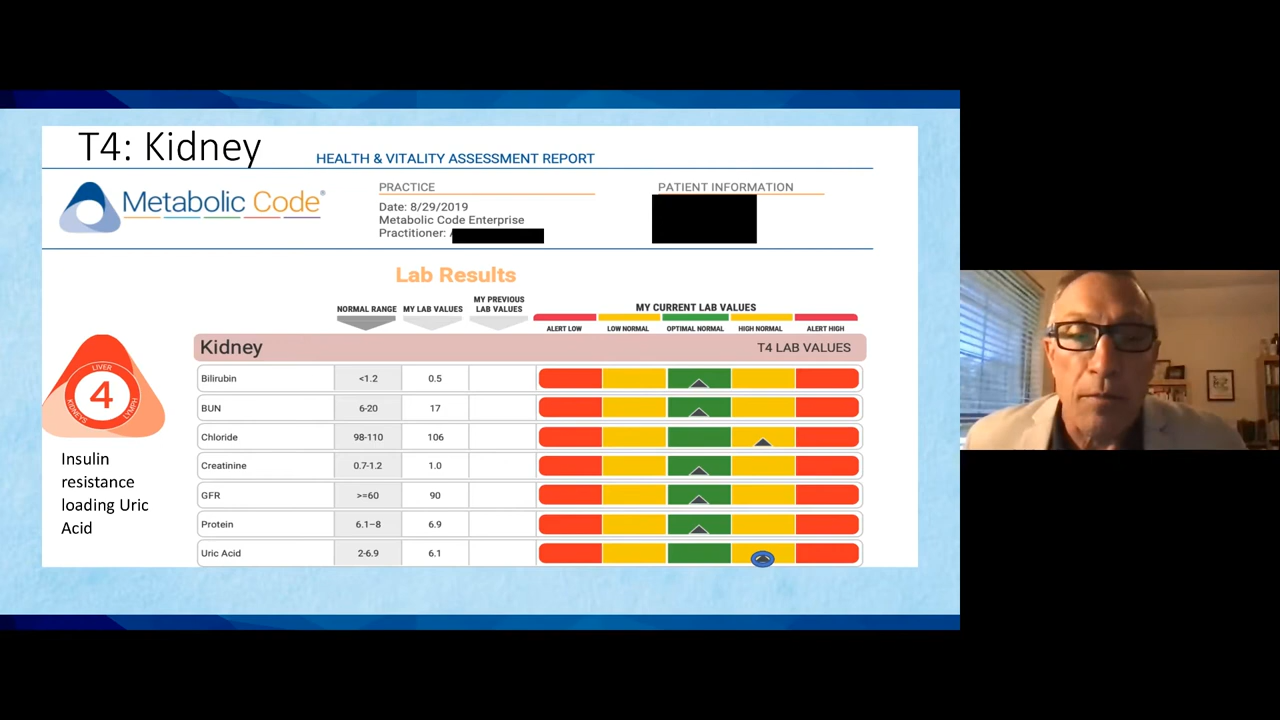 T4: Kidney
HEALTH & VITALITY ASSESSMENT REPORT
Metabolic Code®
PRACTICE
Date: 8/29/2019
Metabolic Code Enterprise
Practitioner:
PATIENT INFORMATION
Lab Results
NORMAL RANGE
MY LAB VALUES
MY PREVIOUS
LAB VALUES
MY CURRENT LAB VALUES
ALERT LOW LOW NORMAL OPTIMAL NORMAL HIGH NORMAL ALERT HIGH
Kidney T4 LAB VALUES
Bilirubin <1.2 0.5
BUN 6-20 17
Chloride 98-110 106
Creatinine 0.7-1.2 1.0
GFR >=60 90
Protein 6.1–8 6.9
Uric Acid 2-6.9 6.1
LIVER
4
KIDNEYS
LYMPH
Insulin
resistance
loading Uric
Acid